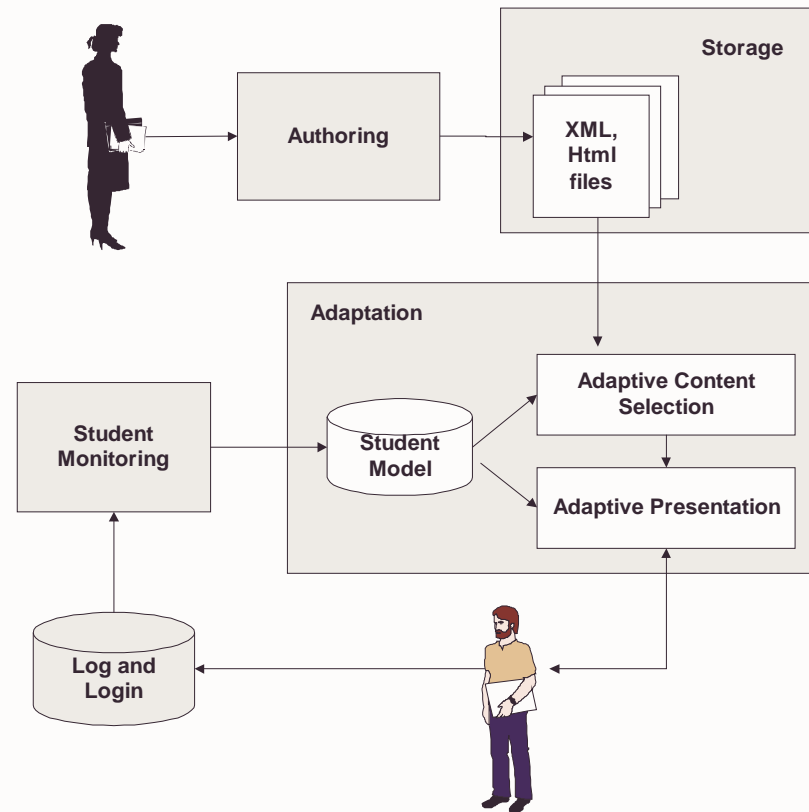 Storage
Authoring
XML,
Html
files
Adaptation
Adaptive Content
Selection
Student
Monitoring
Student
Model
Adaptive Presentation
Log and
Login